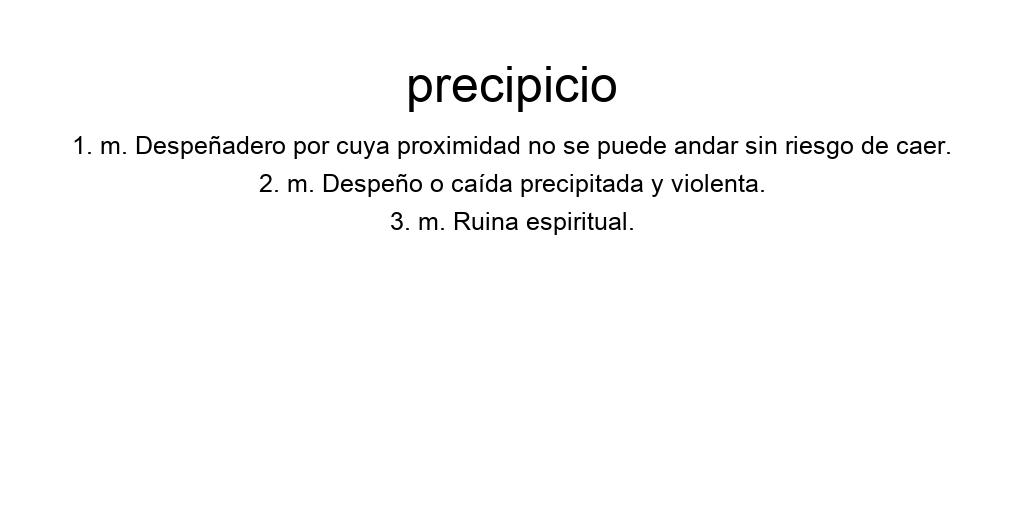 precipicio
1. m. Despeñadero por cuya proximidad no se puede andar sin riesgo de caer.
2. m. Despeño o caída precipitada y violenta.
3. m. Ruina espiritual.